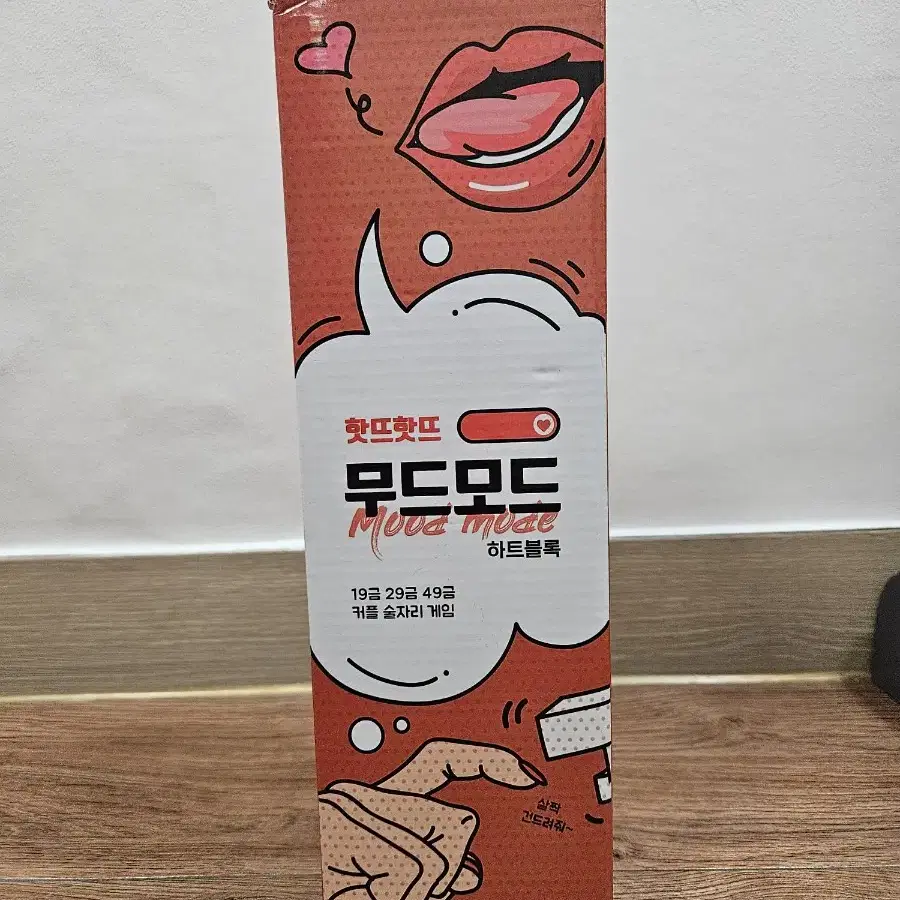 핫뜨핫뜨
무드모드
Mood mode
하트블록
19금 29금 49금
커플 술자리 게임
살짝
건드려줘~